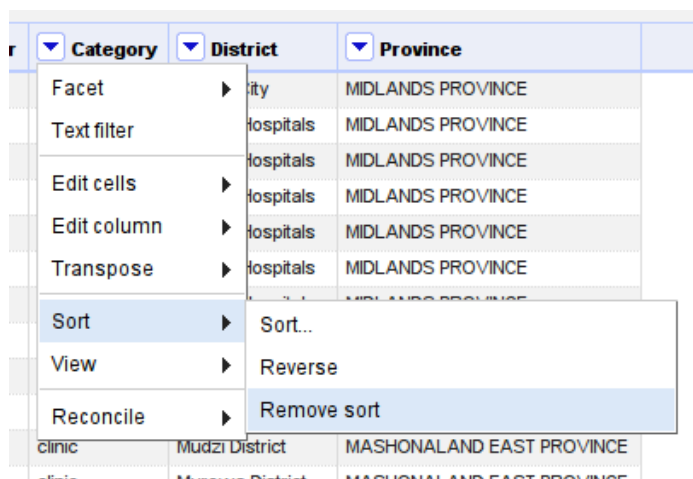 r Category District Province
Facet ity MIDLANDS PROVINCE
Text filter Hospitals MIDLANDS PROVINCE
Hospitals MIDLANDS PROVINCE
Edit cells Hospitals MIDLANDS PROVINCE
Edit column Hospitals MIDLANDS PROVINCE
Transpose Hospitals MIDLANDS PROVINCE
Sort Sort...
View Reverse
Reconcile Remove sort
clinic Mudzi District MASHONALAND EAST PROVINCE